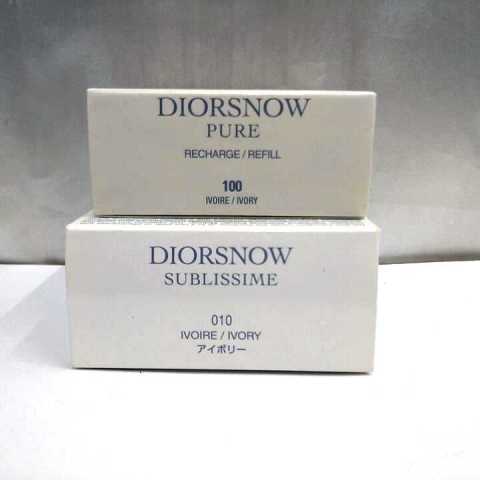 DIORSNOW
PURE
RECHARGE / REFILL
100
IVOIRE / IVORY
DIORSNOW
SUBLISSIME
010
IVOIRE / IVORY
アイボリー